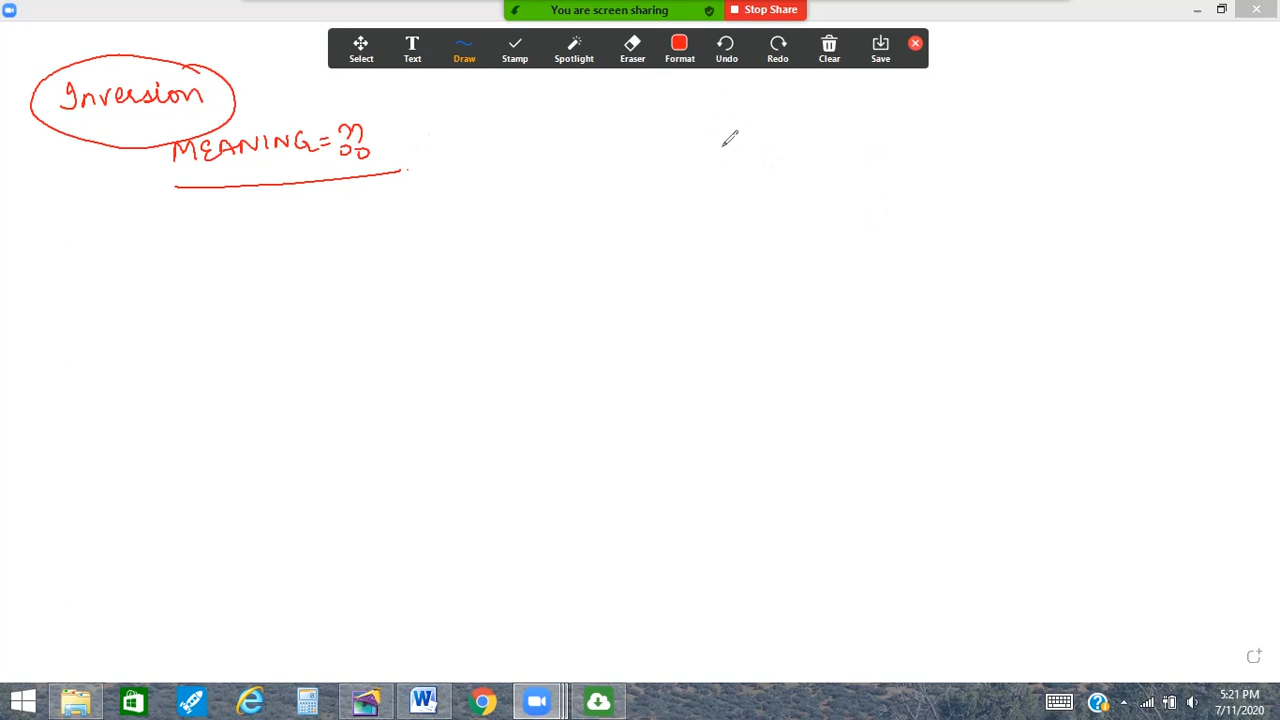 You are screen sharing
Stop Share
Select
Text
Draw
Stamp
Spotlight
Eraser
Format
Undo
Redo
Clear
Save
Inversion
MEANING = ??
5:21 PM
7/11/2020